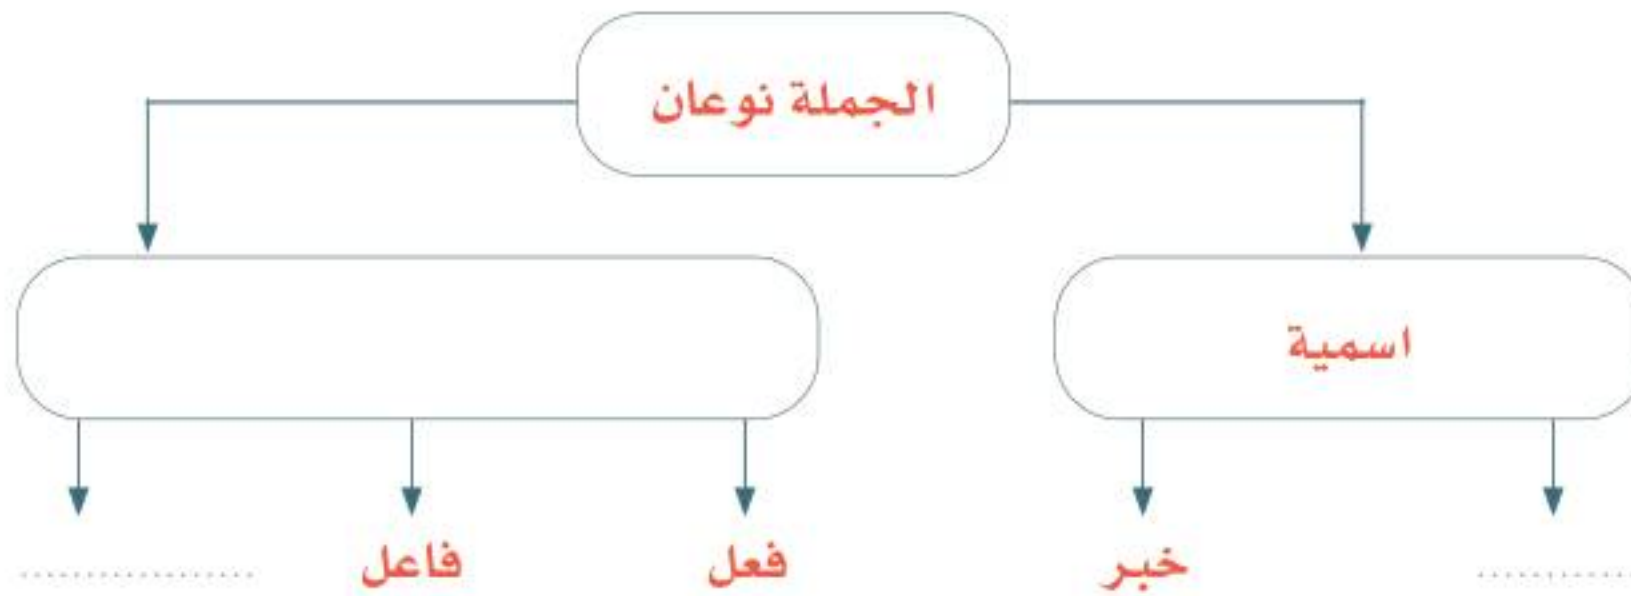 الجملة نوعان
اسمية
.................... خبر فعل فاعل ....................